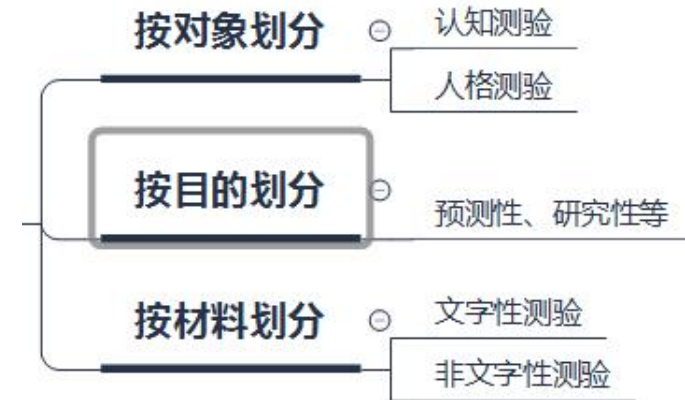 按对象划分
认知测验
人格测验
按目的划分
预测性、研究性等
按材料划分
文字性测验
非文字性测验